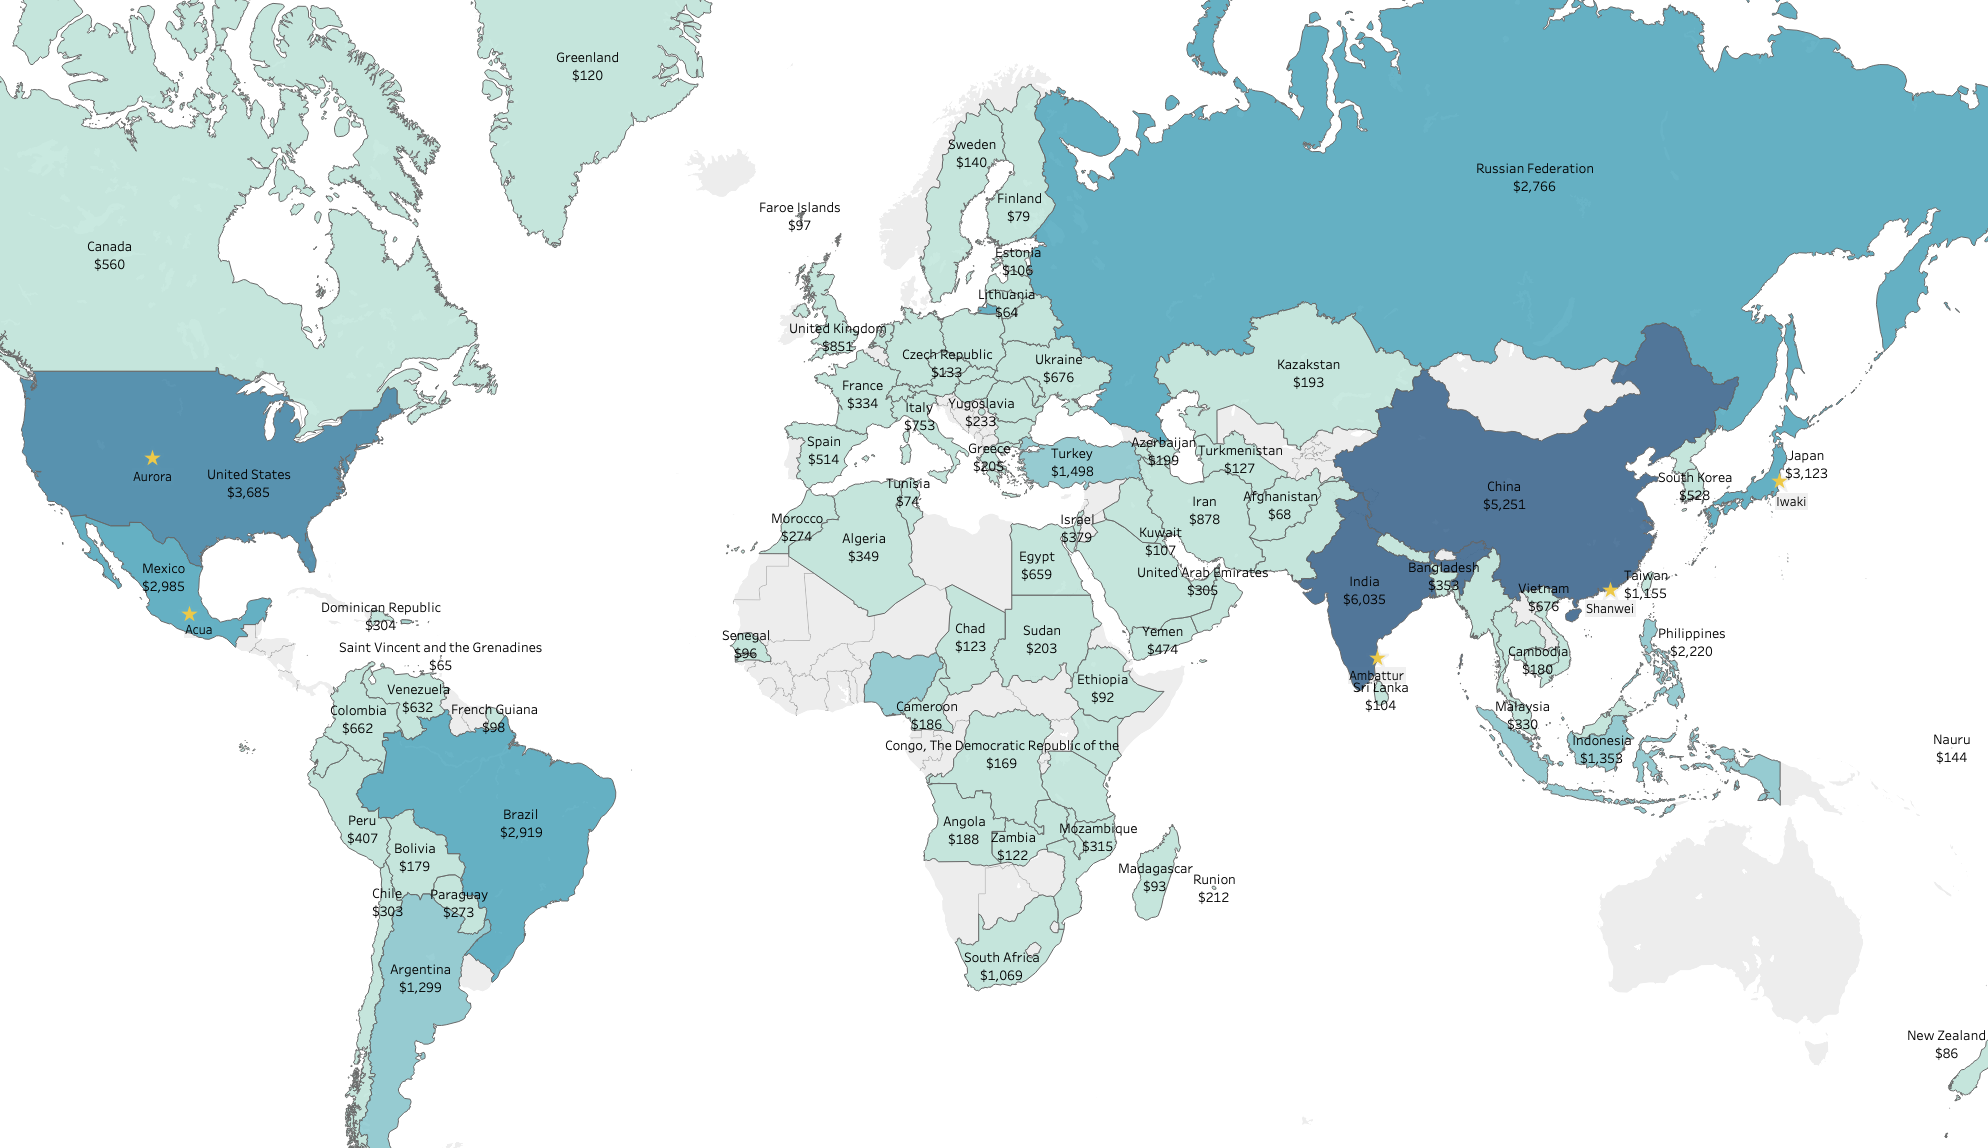 Greenland
$120
Canada
$560
United States
$3,685
Aurora
Mexico
$2,985
Acua
Dominican Republic
$304
Saint Vincent and the Grenadines
$65
Venezuela
$632
Colombia
$662
French Guiana
$98
Brazil
$2,919
Peru
$407
Bolivia
$179
Chile
$303
Paraguay
$273
Argentina
$1,299
Faroe Islands
$97
Sweden
$140
Finland
$79
Estonia
$106
Lithuania
$64
United Kingdom
$851
Czech Republic
$133
Ukraine
$676
France
$334
Italy
$753
Yugoslavia
$233
Spain
$514
Greece
$205
Turkey
$1,498
Azerbaijan
$199
Turkmenistan
$127
Kazakstan
$193
Russian Federation
$2,766
Tunisia
$74
Morocco
$274
Algeria
$349
Egypt
$659
Israel
$379
Kuwait
$107
Iran
$878
Afghanistan
$68
United Arab Emirates
$305
Yemen
$474
Senegal
$96
Chad
$123
Sudan
$203
Ethiopia
$92
Cameroon
$186
Congo, The Democratic Republic of the
$169
Angola
$188
Zambia
$122
Mozambique
$315
Madagascar
$93
Runion
$212
South Africa
$1,069
China
$5,251
India
$6,035
Bangladesh
$353
Ambattur
Sri Lanka
$104
South Korea
$528
Japan
$3,123
Iwaki
Taiwan
$1,155
Shanwei
Vietnam
$676
Cambodia
$180
Philippines
$2,220
Malaysia
$330
Indonesia
$1,353
Nauru
$144
New Zealand
$86